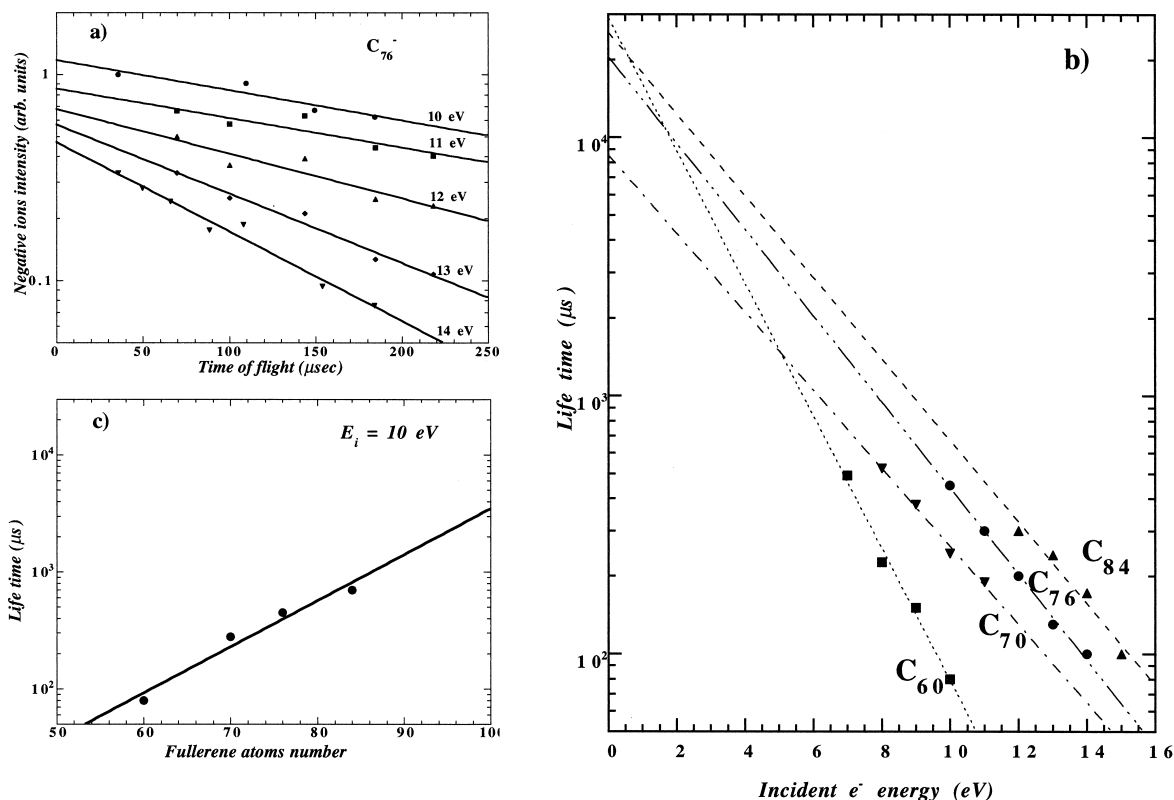 a)
C76-
Negative ions intensity (arb. units)
1
0.1
10 eV
11 eV
12 eV
13 eV
14 eV
0 50 100 150 200 250
Time of flight (μsec)
c)
Ei = 10 eV
Life time (μs)
10^4
10^3
10^2
50 60 70 80 90 100
Fullerene atoms number
b)
Life time (μs)
10^4
10^3
10^2
C84
C76
C70
C60
0 2 4 6 8 10 12 14 16
Incident e- energy (eV)